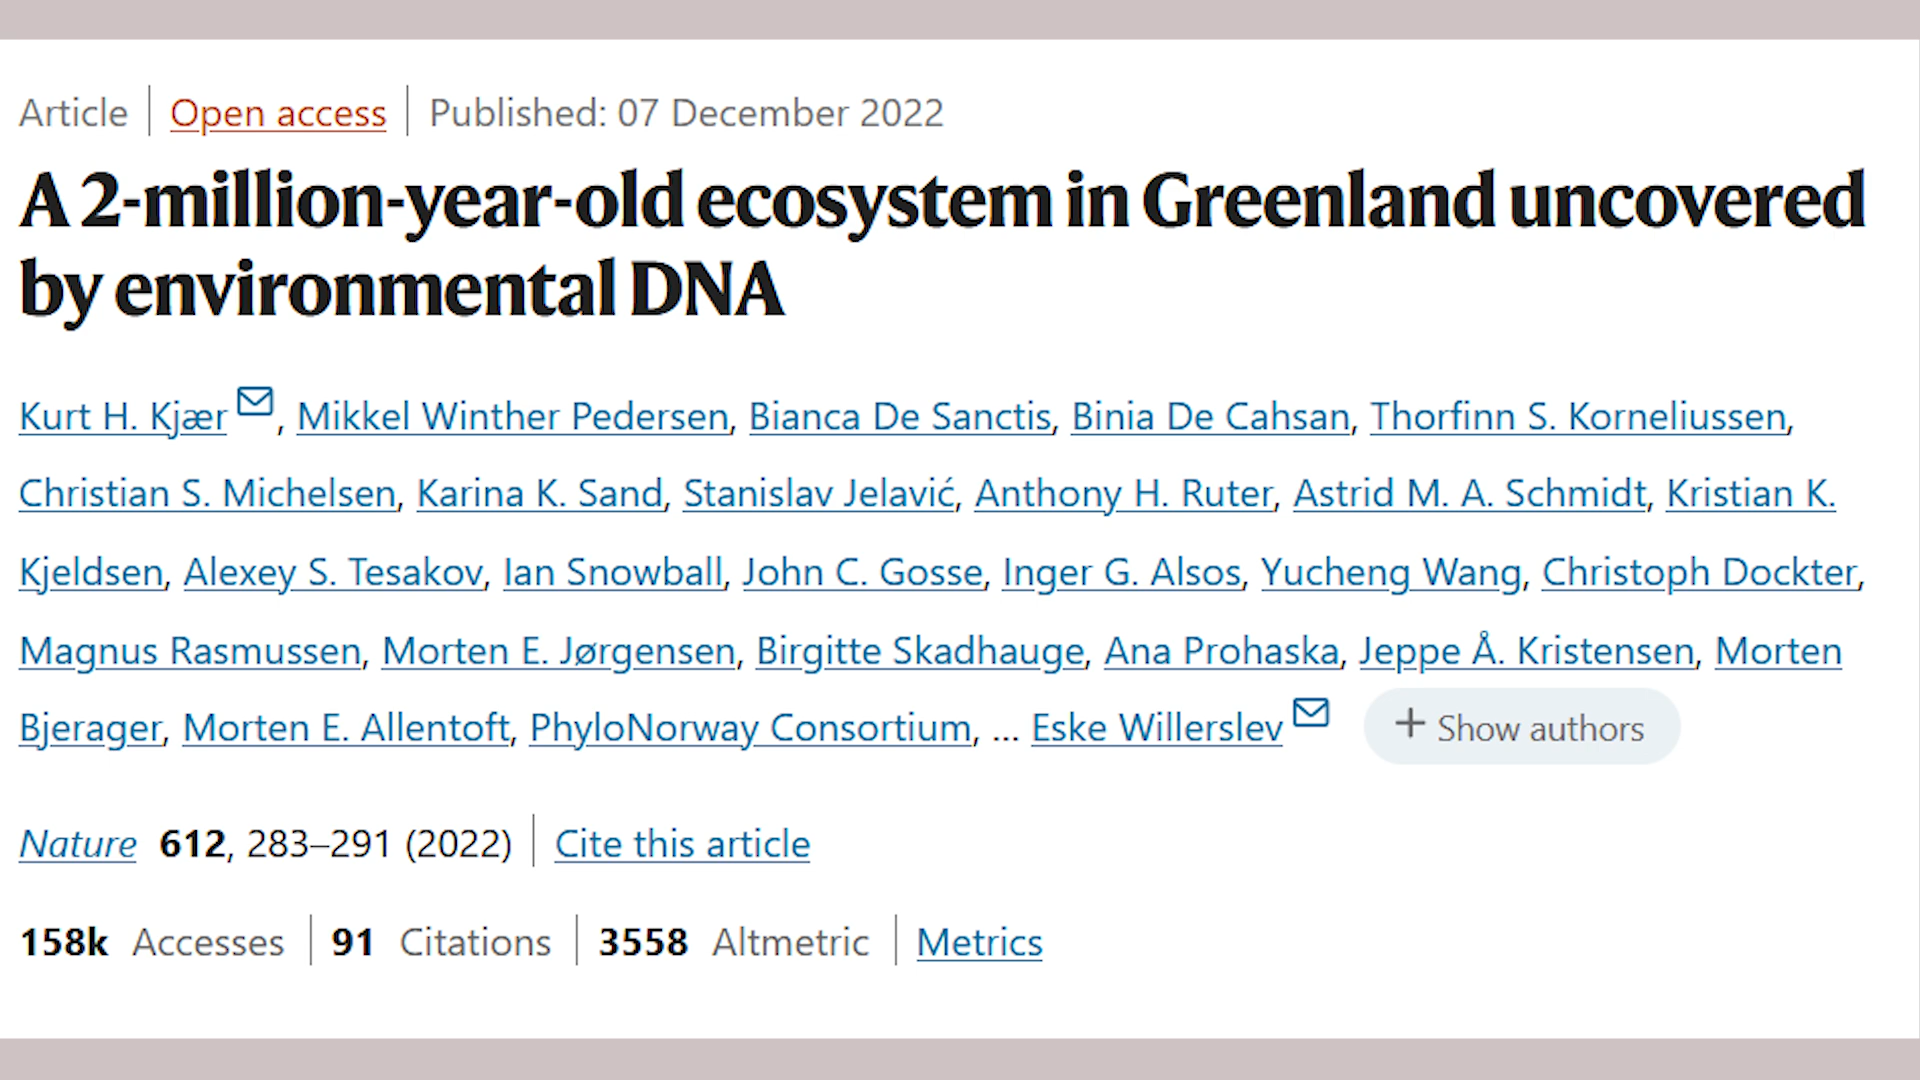 Article | Open access | Published: 07 December 2022
A 2-million-year-old ecosystem in Greenland uncovered
by environmental DNA
Kurt H. Kjær, Mikkel Winther Pedersen, Bianca De Sanctis, Binia De Cahsan, Thorfinn S. Korneliussen,
Christian S. Michelsen, Karina K. Sand, Stanislav Jelavić, Anthony H. Ruter, Astrid M. A. Schmidt, Kristian K.
Kjeldsen, Alexey S. Tesakov, Ian Snowball, John C. Gosse, Inger G. Alsos, Yucheng Wang, Christoph Dockter,
Magnus Rasmussen, Morten E. Jørgensen, Birgitte Skadhauge, Ana Prohaska, Jeppe Å. Kristensen, Morten
Bjerager, Morten E. Allentoft, PhyloNorway Consortium, ... Eske Willerslev + Show authors
Nature 612, 283–291 (2022) | Cite this article
158k Accesses | 91 Citations | 3558 Altmetric | Metrics